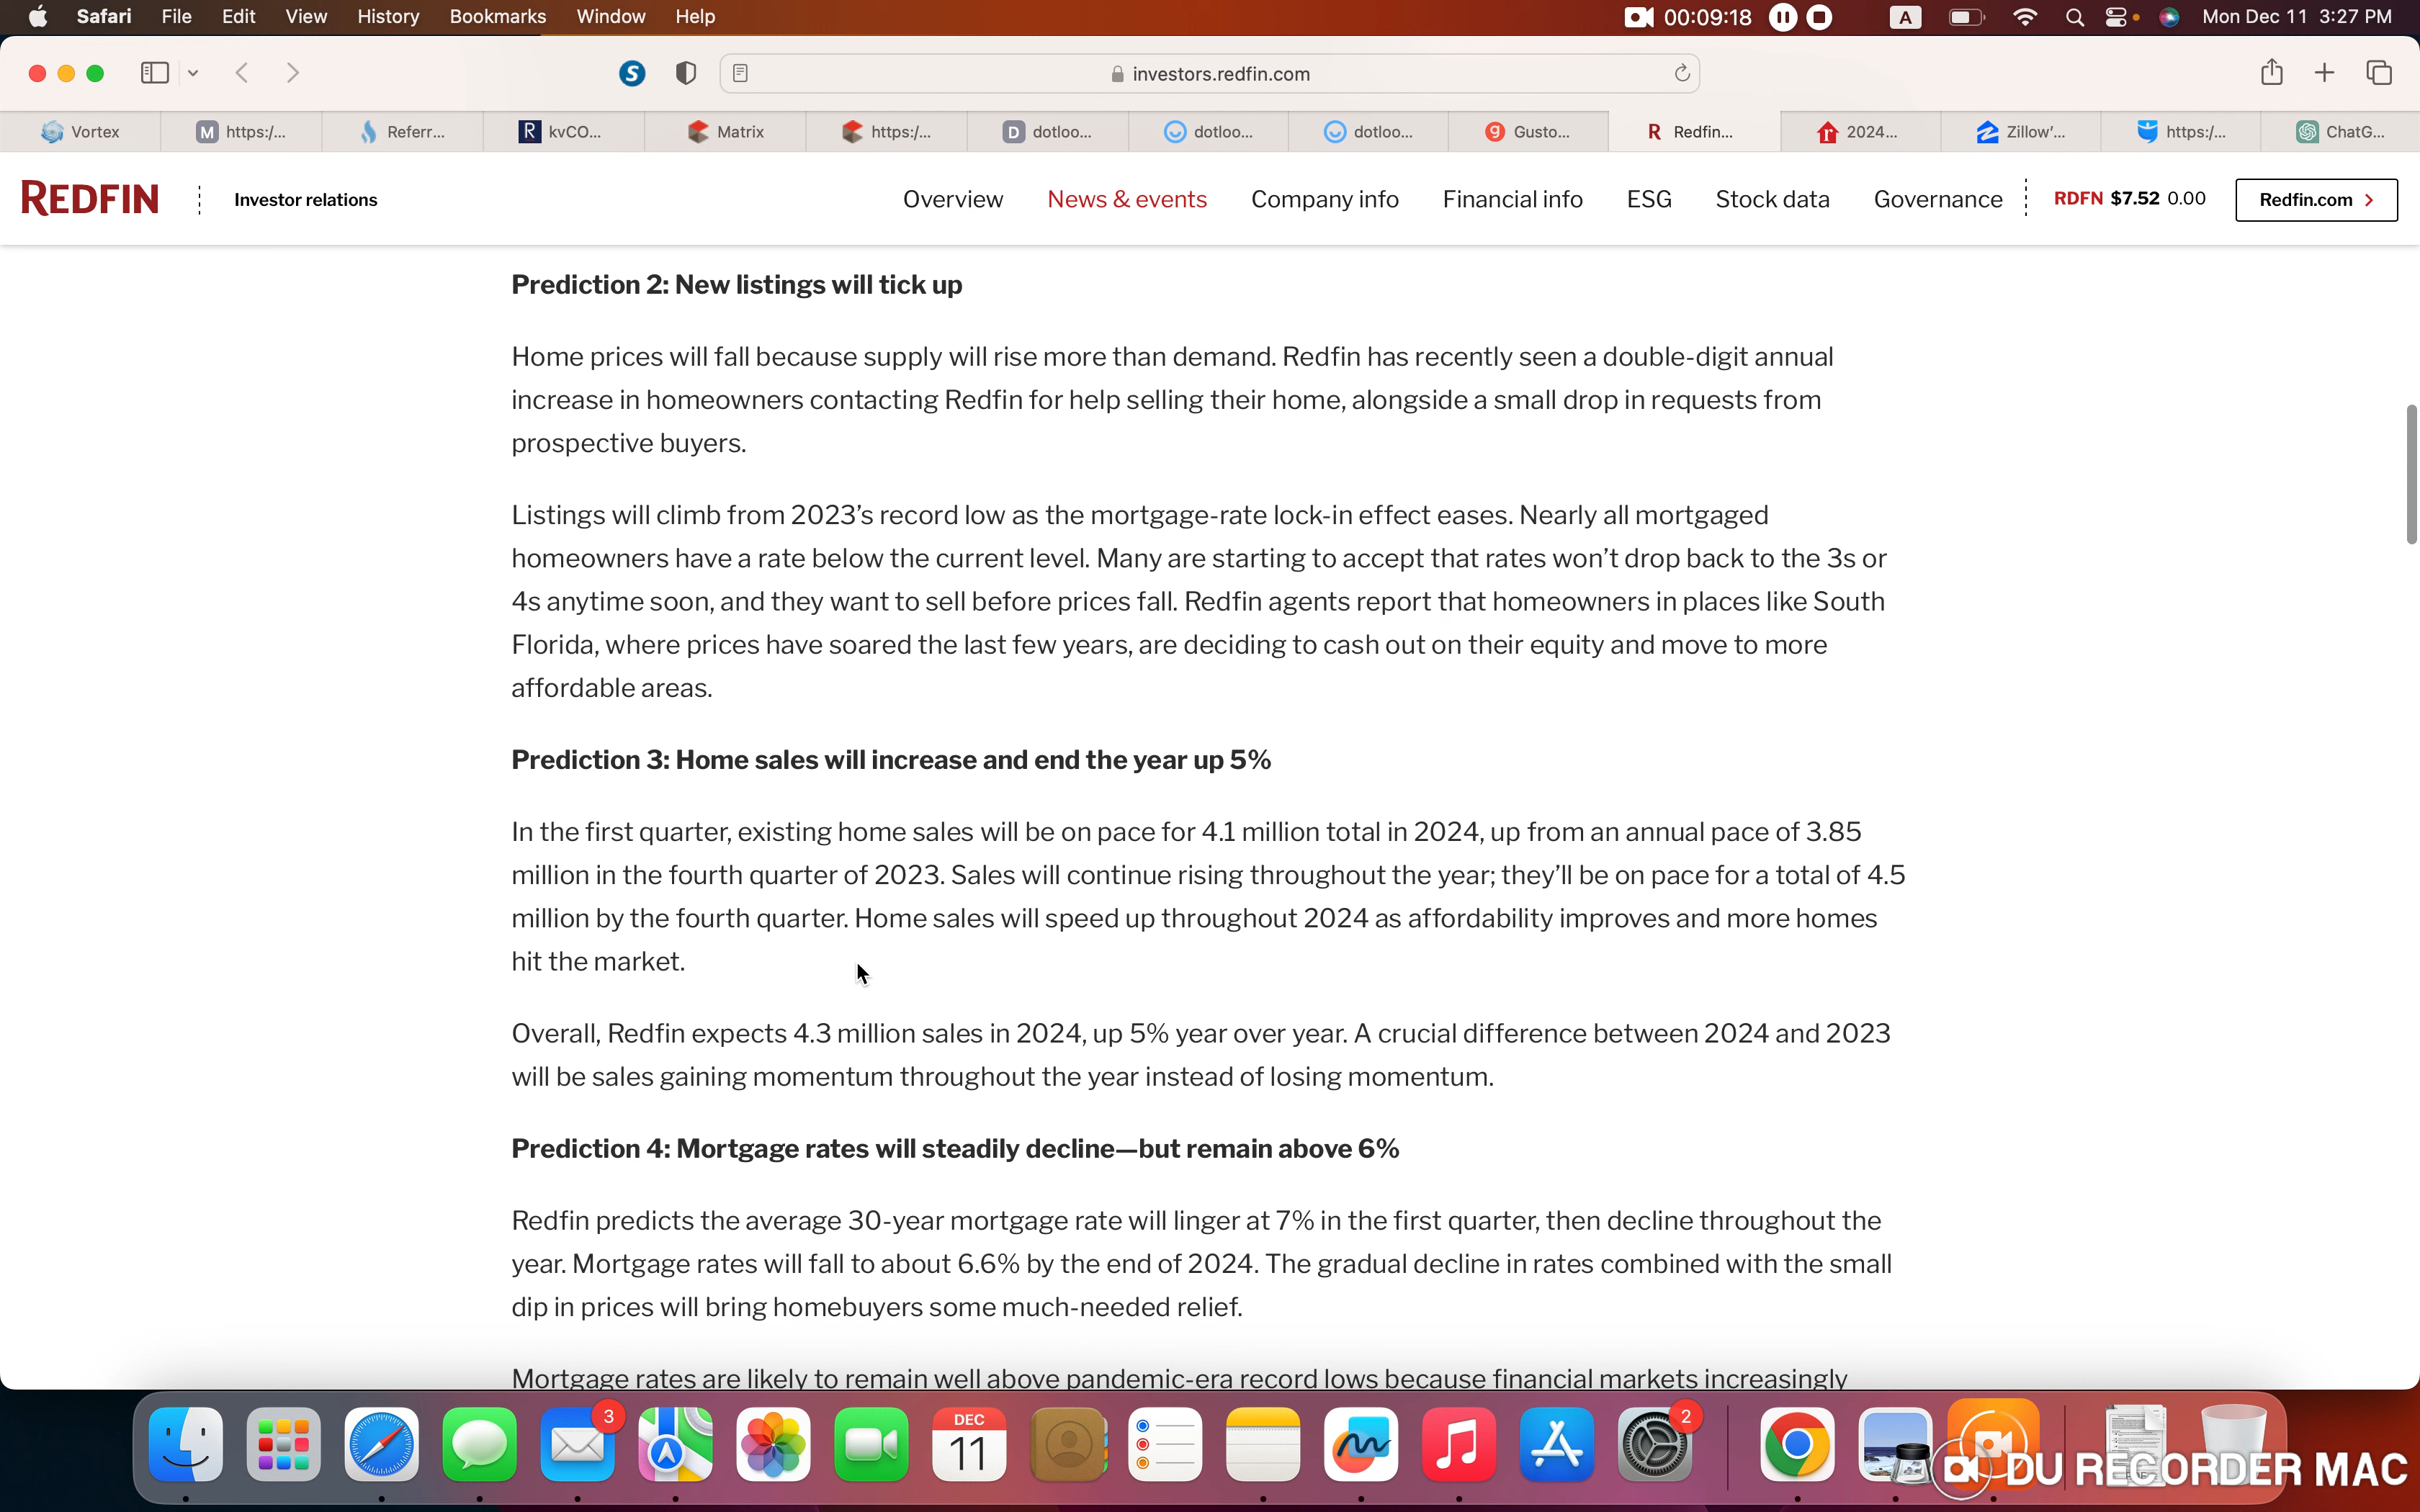 Safari File Edit View History Bookmarks Window Help 00:09:18 A Mon Dec 11 3:27 PM
S investors.redfin.com
Vortex M https:/... Referr... R kvCO... Matrix https:/... D dotloo... dotloo... dotloo... g Gusto... R Redfin... r 2024... Z Zillow'... https:/... ChatG...
REDFIN Investor relations Overview News & events Company info Financial info ESG Stock data Governance RDFN $7.52 0.00 Redfin.com
Prediction 2: New listings will tick up
Home prices will fall because supply will rise more than demand. Redfin has recently seen a double-digit annual
increase in homeowners contacting Redfin for help selling their home, alongside a small drop in requests from
prospective buyers.
Listings will climb from 2023’s record low as the mortgage-rate lock-in effect eases. Nearly all mortgaged
homeowners have a rate below the current level. Many are starting to accept that rates won’t drop back to the 3s or
4s anytime soon, and they want to sell before prices fall. Redfin agents report that homeowners in places like South
Florida, where prices have soared the last few years, are deciding to cash out on their equity and move to more
affordable areas.
Prediction 3: Home sales will increase and end the year up 5%
In the first quarter, existing home sales will be on pace for 4.1 million total in 2024, up from an annual pace of 3.85
million in the fourth quarter of 2023. Sales will continue rising throughout the year; they’ll be on pace for a total of 4.5
million by the fourth quarter. Home sales will speed up throughout 2024 as affordability improves and more homes
hit the market.
Overall, Redfin expects 4.3 million sales in 2024, up 5% year over year. A crucial difference between 2024 and 2023
will be sales gaining momentum throughout the year instead of losing momentum.
Prediction 4: Mortgage rates will steadily decline—but remain above 6%
Redfin predicts the average 30-year mortgage rate will linger at 7% in the first quarter, then decline throughout the
year. Mortgage rates will fall to about 6.6% by the end of 2024. The gradual decline in rates combined with the small
dip in prices will bring homebuyers some much-needed relief.
Mortgage rates are likely to remain well above pandemic-era record lows because financial markets increasingly
3 DEC 11 2
DU RECORDER MAC